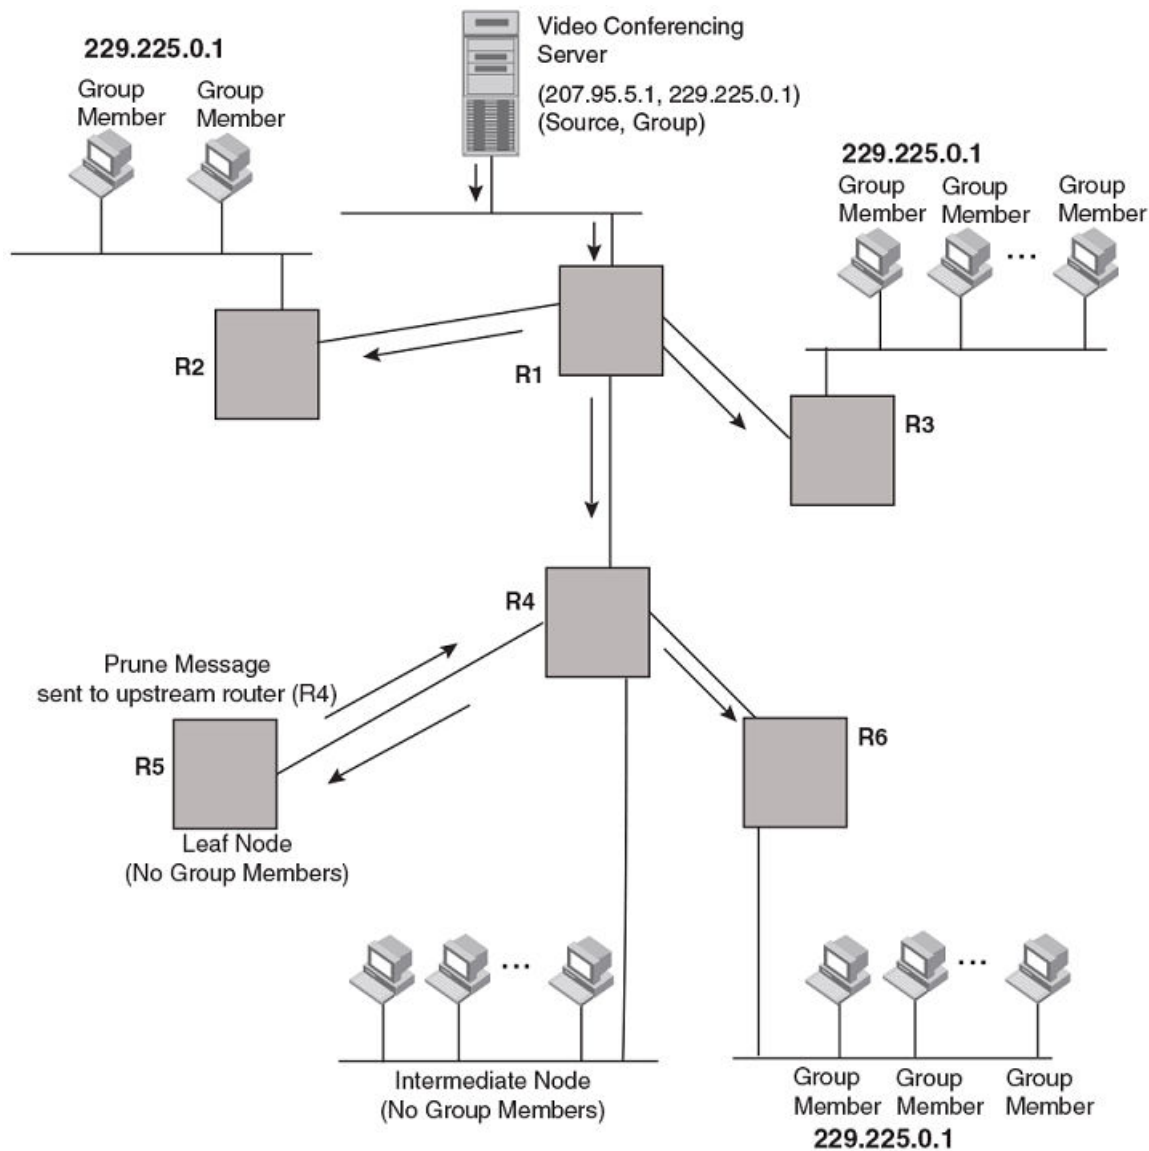 Video Conferencing
Server
(207.95.5.1, 229.225.0.1)
(Source, Group)
229.225.0.1
Group
Member
Group
Member
229.225.0.1
Group
Member
Group
Member
...
Group
Member
R2
R1
R3
R4
Prune Message
sent to upstream router (R4)
R5
R6
Leaf Node
(No Group Members)
...
Intermediate Node
(No Group Members)
...
Group
Member
Group
Member
Group
Member
229.225.0.1